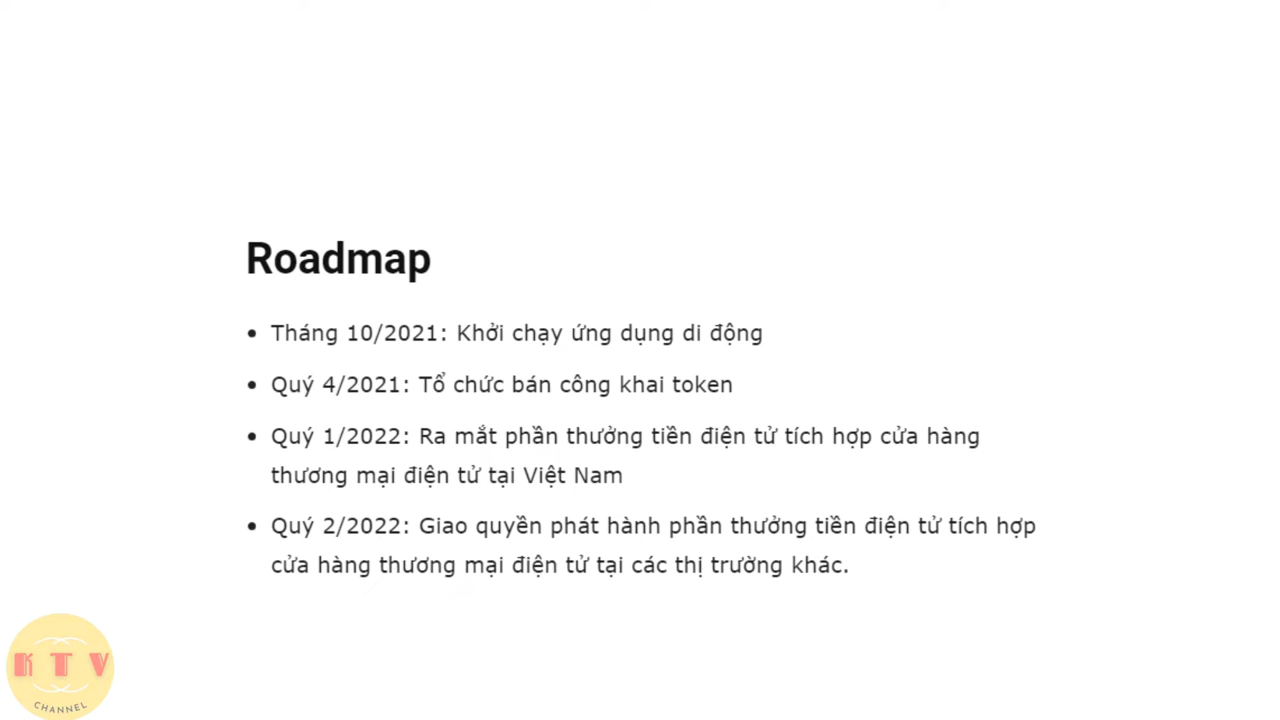 Roadmap
• Tháng 10/2021: Khởi chạy ứng dụng di động
• Quý 4/2021: Tổ chức bán công khai token
• Quý 1/2022: Ra mắt phần thưởng tiền điện tử tích hợp cửa hàng
thương mại điện tử tại Việt Nam
• Quý 2/2022: Giao quyền phát hành phần thưởng tiền điện tử tích hợp
cửa hàng thương mại điện tử tại các thị trường khác.
KTV
CHANNEL